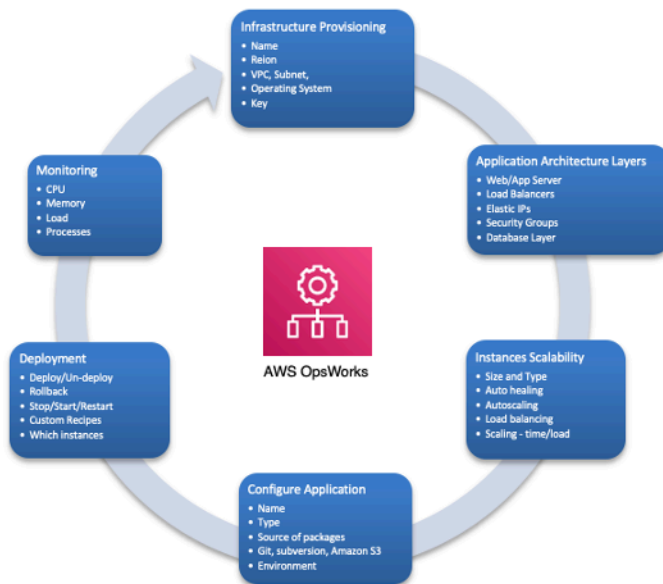 Infrastructure Provisioning
• Name
• Reion
• VPC, Subnet,
• Operating System
• Key
Application Architecture Layers
• Web/App Server
• Load Balancers
• Elastic IPs
• Security Groups
• Database Layer
Instances Scalability
• Size and Type
• Auto healing
• Autoscaling
• Load balancing
• Scaling - time/load
Configure Application
• Name
• Type
• Source of packages
• Git, subversion, Amazon S3
• Environment
Deployment
• Deploy/Un-deploy
• Rollback
• Stop/Start/Restart
• Custom Recipes
• Which instances
Monitoring
• CPU
• Memory
• Load
• Processes
AWS OpsWorks